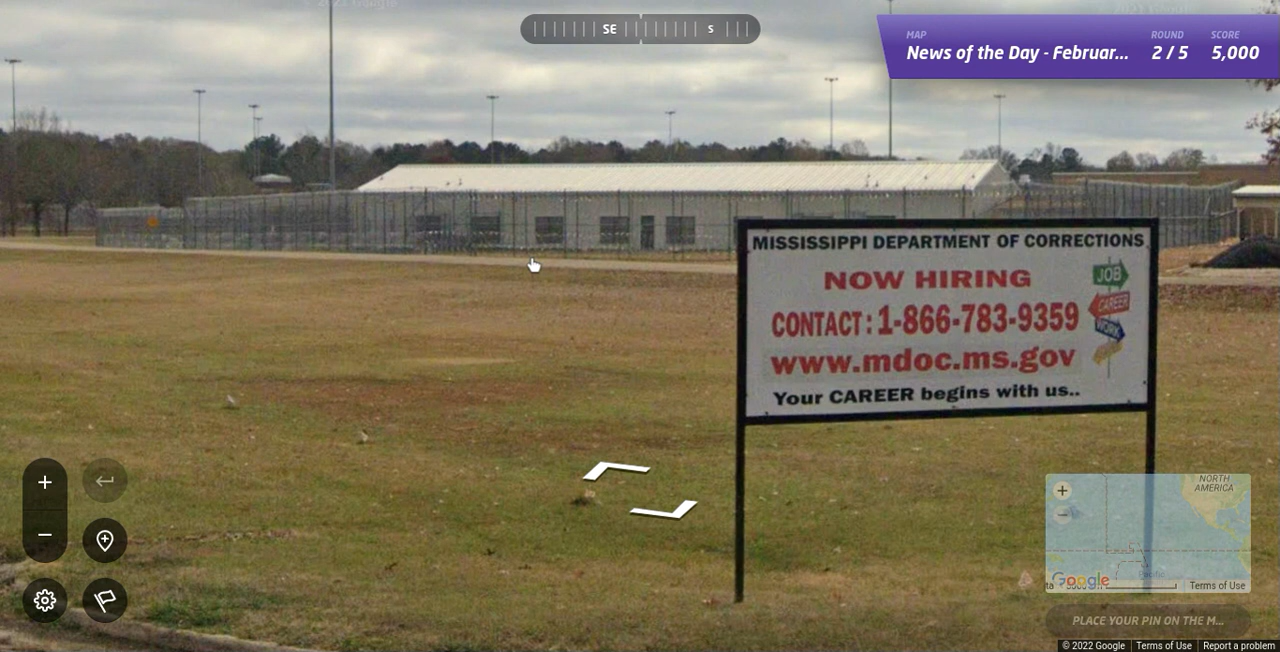 SE
S
MAP
ROUND
SCORE
News of the Day - Februar...
2 / 5
5,000
MISSISSIPPI DEPARTMENT OF CORRECTIONS
NOW HIRING
CONTACT : 1-866-783-9359
www.mdoc.ms.gov
Your CAREER begins with us..
JOB
CAREER
WORK
NORTH
AMERICA
Google
Terms of Use
PLACE YOUR PIN ON THE M...
© 2022 Google
Terms of Use
Report a problem